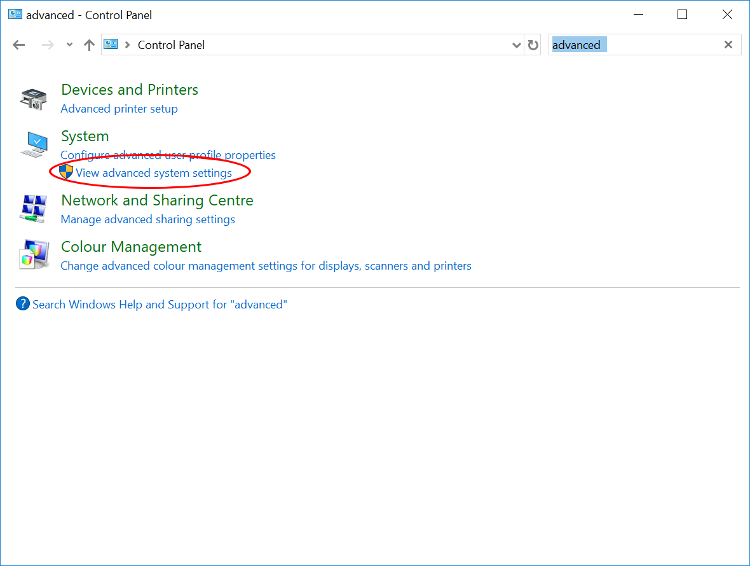 advanced - Control Panel
Control Panel
advanced
Devices and Printers
Advanced printer setup
System
Configure advanced user profile properties
View advanced system settings
Network and Sharing Centre
Manage advanced sharing settings
Colour Management
Change advanced colour management settings for displays, scanners and printers
Search Windows Help and Support for "advanced"